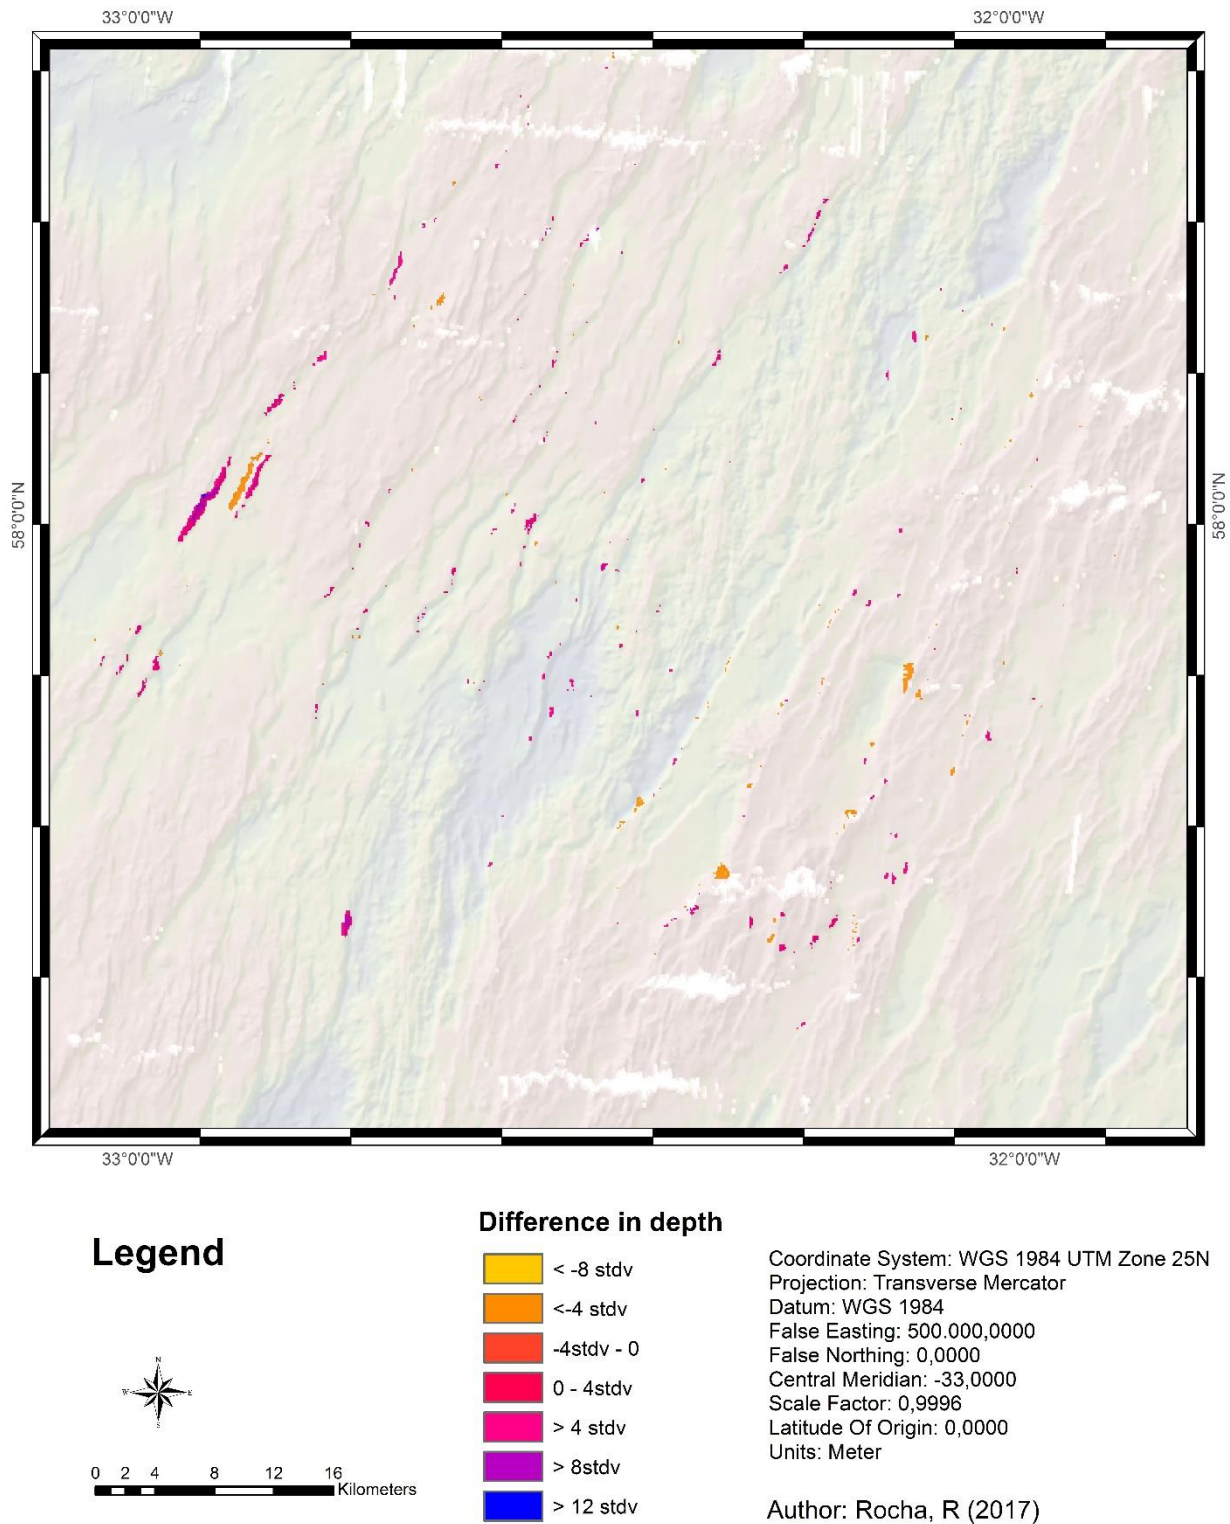 33°0'0"W 32°0'0"W
58°0'0"N 58°0'0"N
33°0'0"W 32°0'0"W
Legend
N
W E
S
0 2 4 8 12 16
Kilometers
Difference in depth
< -8 stdv
<-4 stdv
-4stdv - 0
0 - 4stdv
> 4 stdv
> 8stdv
> 12 stdv
Coordinate System: WGS 1984 UTM Zone 25N
Projection: Transverse Mercator
Datum: WGS 1984
False Easting: 500.000,0000
False Northing: 0,0000
Central Meridian: -33,0000
Scale Factor: 0,9996
Latitude Of Origin: 0,0000
Units: Meter
Author: Rocha, R (2017)